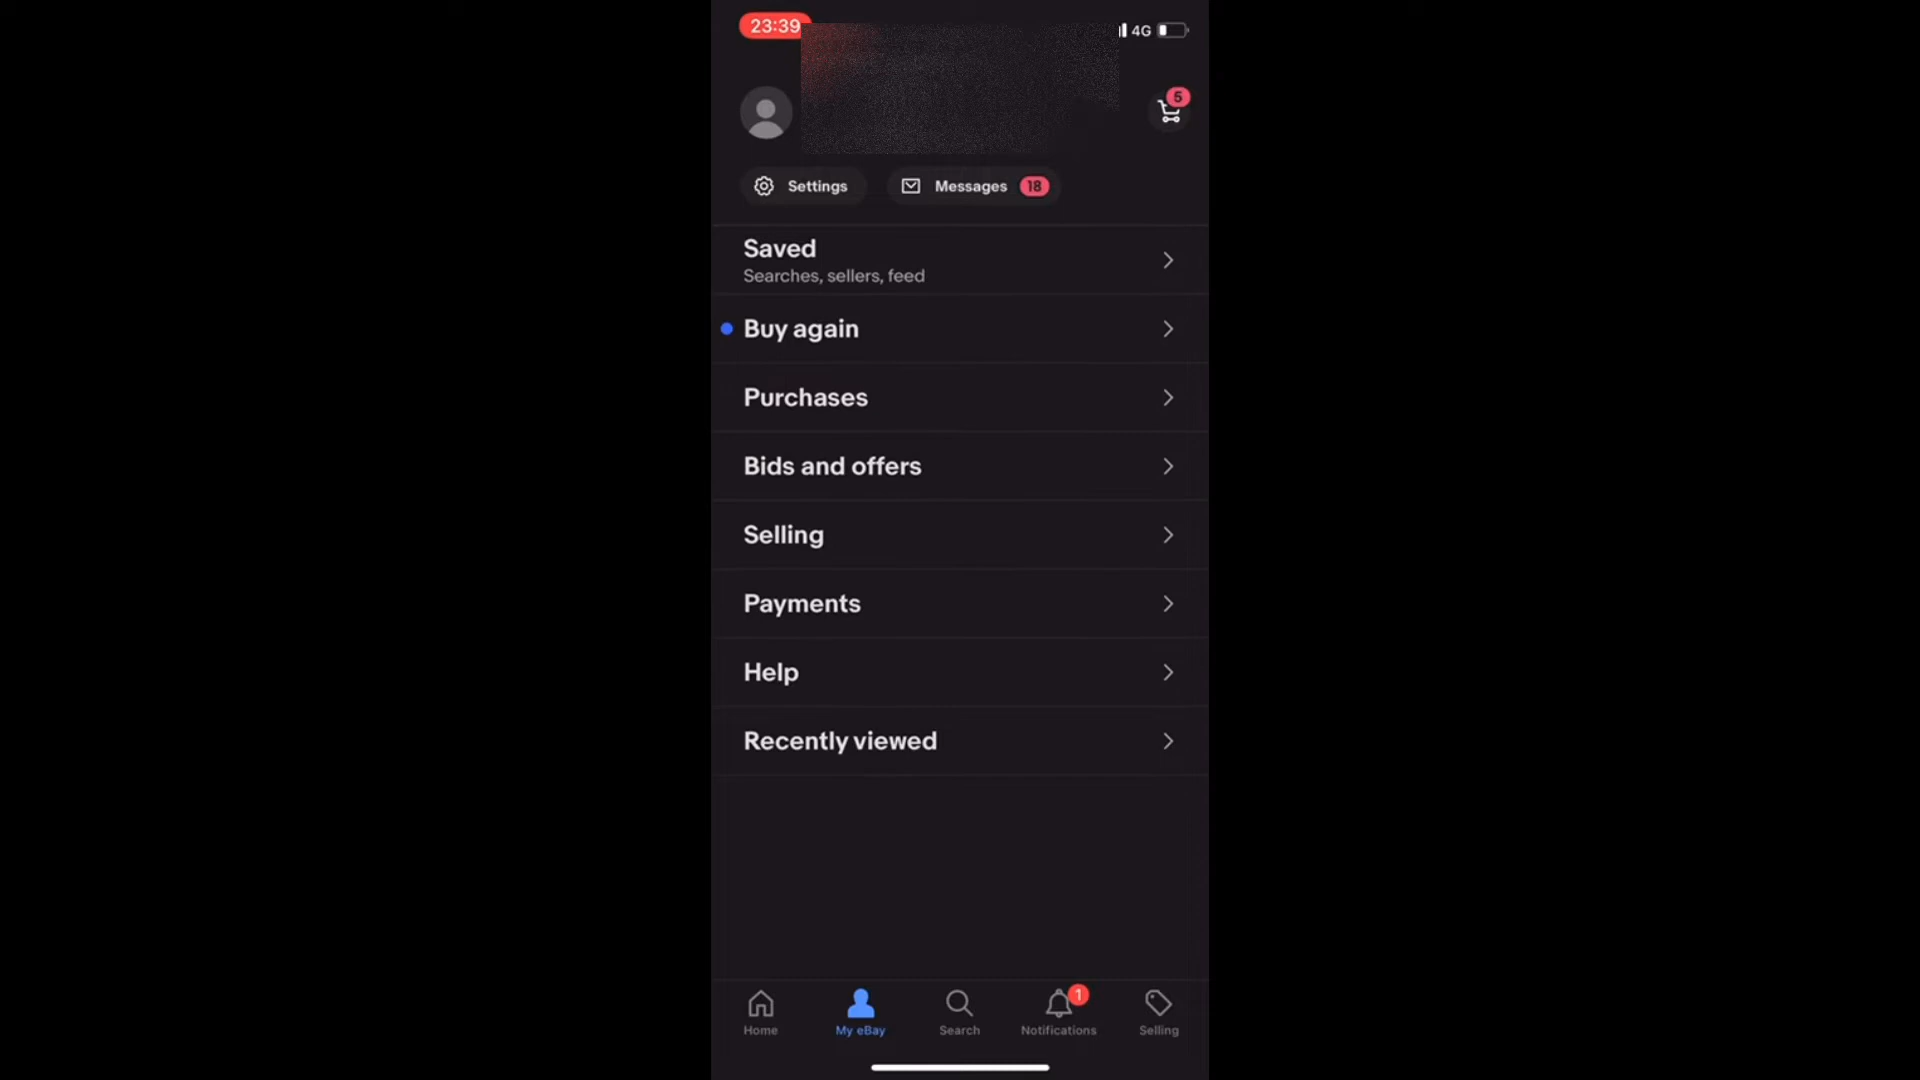 23:39
4G
5
Settings
Messages 18
Saved
Searches, sellers, feed
Buy again
Purchases
Bids and offers
Selling
Payments
Help
Recently viewed
1
Home
My eBay
Search
Notifications
Selling